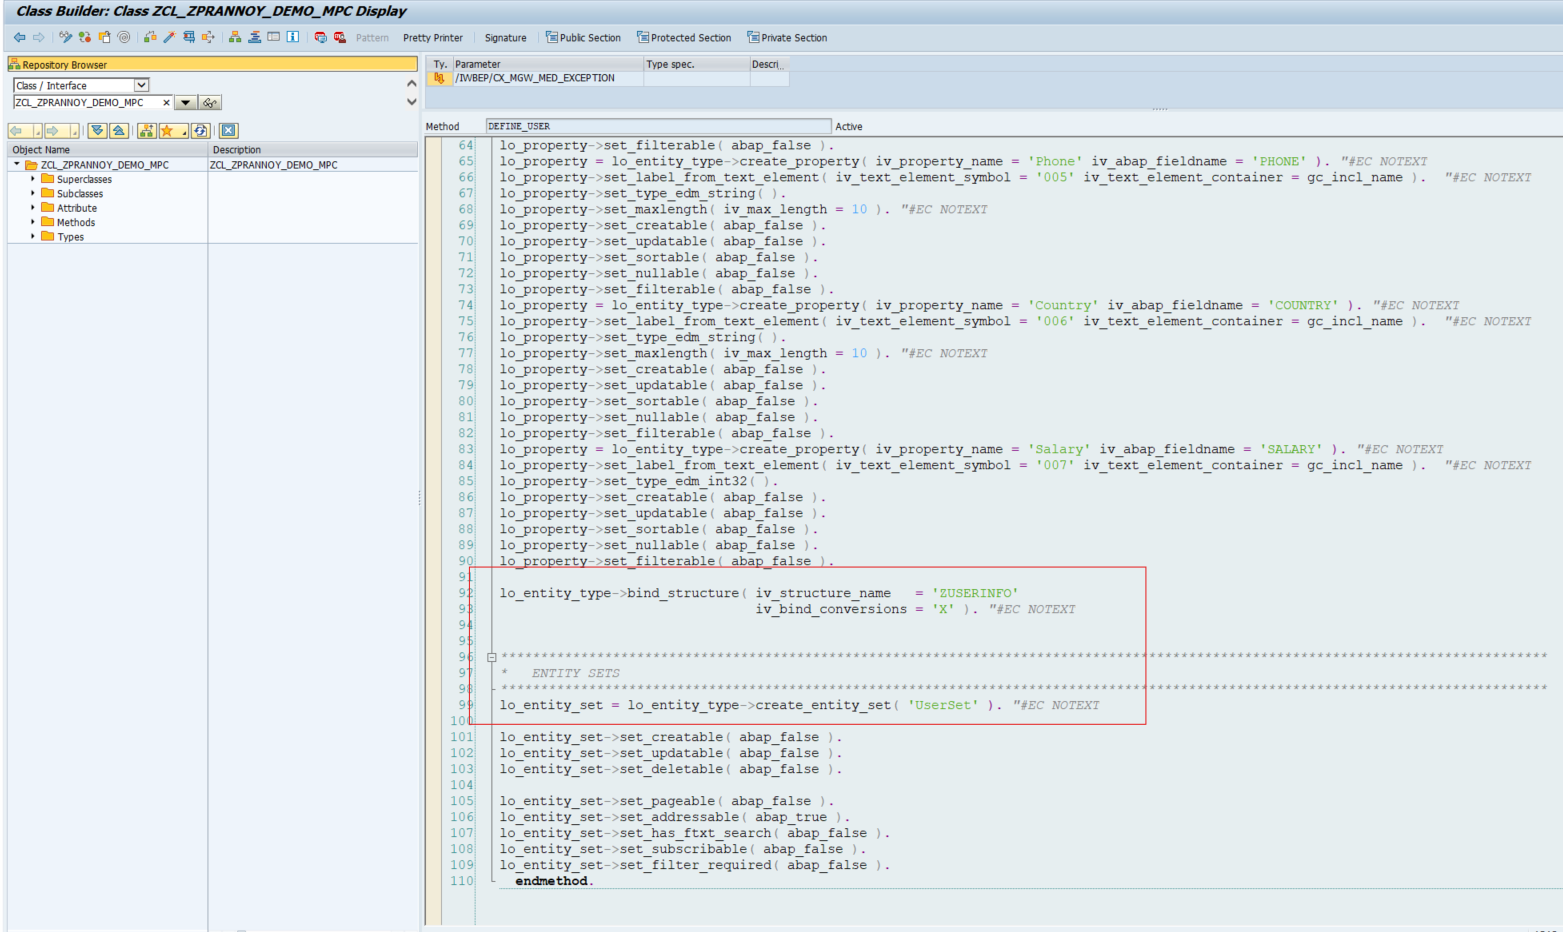 Class Builder: Class ZCL_ZPRANNOY_DEMO_MPC Display
Pattern Pretty Printer Signature Public Section Protected Section Private Section
Repository Browser
Class / Interface
ZCL_ZPRANNOY_DEMO_MPC
Object Name Description
ZCL_ZPRANNOY_DEMO_MPC ZCL_ZPRANNOY_DEMO_MPC
Superclasses
Subclasses
Attribute
Methods
Types
Ty. Parameter Type spec. Descri...
/IWBEP/CX_MGW_MED_EXCEPTION
Method DEFINE_USER Active
64 lo_property->set_filterable( abap_false ).
65 lo_property = lo_entity_type->create_property( iv_property_name = 'Phone' iv_abap_fieldname = 'PHONE' ). "#EC NOTEXT
66 lo_property->set_label_from_text_element( iv_text_element_symbol = '005' iv_text_element_container = gc_incl_name ). "#EC NOTEXT
67 lo_property->set_type_edm_string( ).
68 lo_property->set_maxlength( iv_max_length = 10 ). "#EC NOTEXT
69 lo_property->set_creatable( abap_false ).
70 lo_property->set_updatable( abap_false ).
71 lo_property->set_sortable( abap_false ).
72 lo_property->set_nullable( abap_false ).
73 lo_property->set_filterable( abap_false ).
74 lo_property = lo_entity_type->create_property( iv_property_name = 'Country' iv_abap_fieldname = 'COUNTRY' ). "#EC NOTEXT
75 lo_property->set_label_from_text_element( iv_text_element_symbol = '006' iv_text_element_container = gc_incl_name ). "#EC NOTEXT
76 lo_property->set_type_edm_string( ).
77 lo_property->set_maxlength( iv_max_length = 10 ). "#EC NOTEXT
78 lo_property->set_creatable( abap_false ).
79 lo_property->set_updatable( abap_false ).
80 lo_property->set_sortable( abap_false ).
81 lo_property->set_nullable( abap_false ).
82 lo_property->set_filterable( abap_false ).
83 lo_property = lo_entity_type->create_property( iv_property_name = 'Salary' iv_abap_fieldname = 'SALARY' ). "#EC NOTEXT
84 lo_property->set_label_from_text_element( iv_text_element_symbol = '007' iv_text_element_container = gc_incl_name ). "#EC NOTEXT
85 lo_property->set_type_edm_int32( ).
86 lo_property->set_creatable( abap_false ).
87 lo_property->set_updatable( abap_false ).
88 lo_property->set_sortable( abap_false ).
89 lo_property->set_nullable( abap_false ).
90 lo_property->set_filterable( abap_false ).
91
92 lo_entity_type->bind_structure( iv_structure_name = 'ZUSERINFO'
93 iv_bind_conversions = 'X' ). "#EC NOTEXT
94
95
96 ***********************************************************************************************************************************
97 * ENTITY SETS
98 ***********************************************************************************************************************************
99 lo_entity_set = lo_entity_type->create_entity_set( 'UserSet' ). "#EC NOTEXT
100
101 lo_entity_set->set_creatable( abap_false ).
102 lo_entity_set->set_updatable( abap_false ).
103 lo_entity_set->set_deletable( abap_false ).
104
105 lo_entity_set->set_pageable( abap_false ).
106 lo_entity_set->set_addressable( abap_true ).
107 lo_entity_set->set_has_ftxt_search( abap_false ).
108 lo_entity_set->set_subscribable( abap_false ).
109 lo_entity_set->set_filter_required( abap_false ).
110 endmethod.